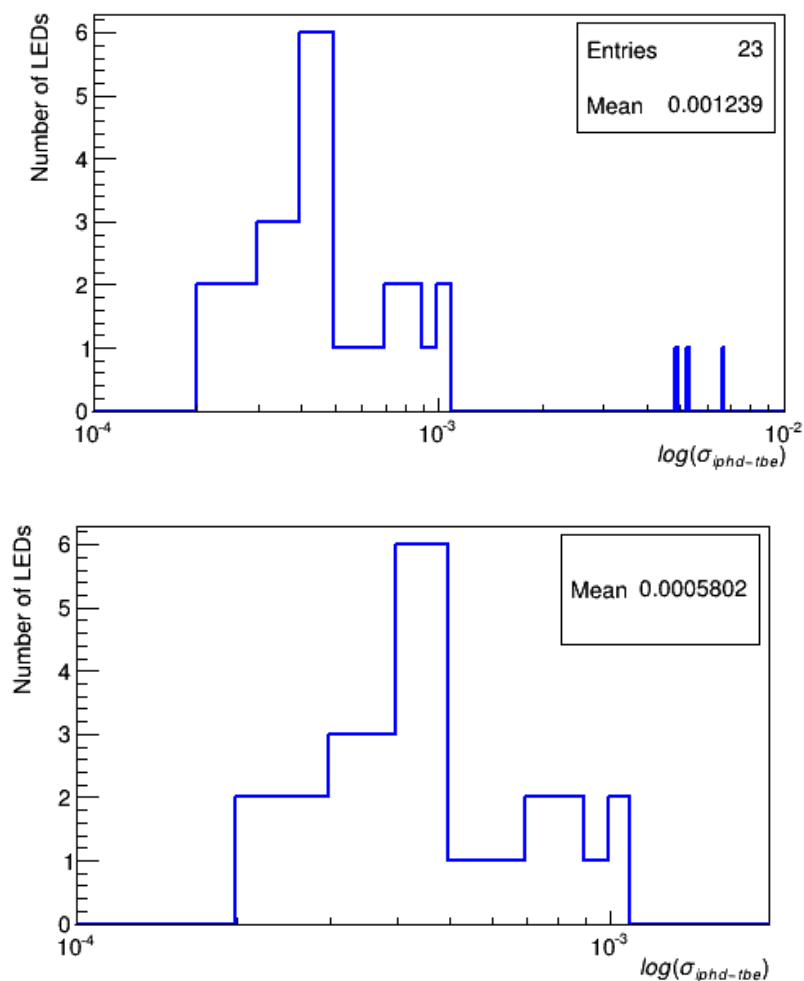 Number of LEDs
6
5
4
3
2
1
0
Entries 23
Mean 0.001239
10⁻⁴ 10⁻³ 10⁻²
log(σ_iphd−tbe)
Number of LEDs
6
5
4
3
2
1
0
Mean 0.0005802
10⁻⁴ 10⁻³
log(σ_iphd−tbe)